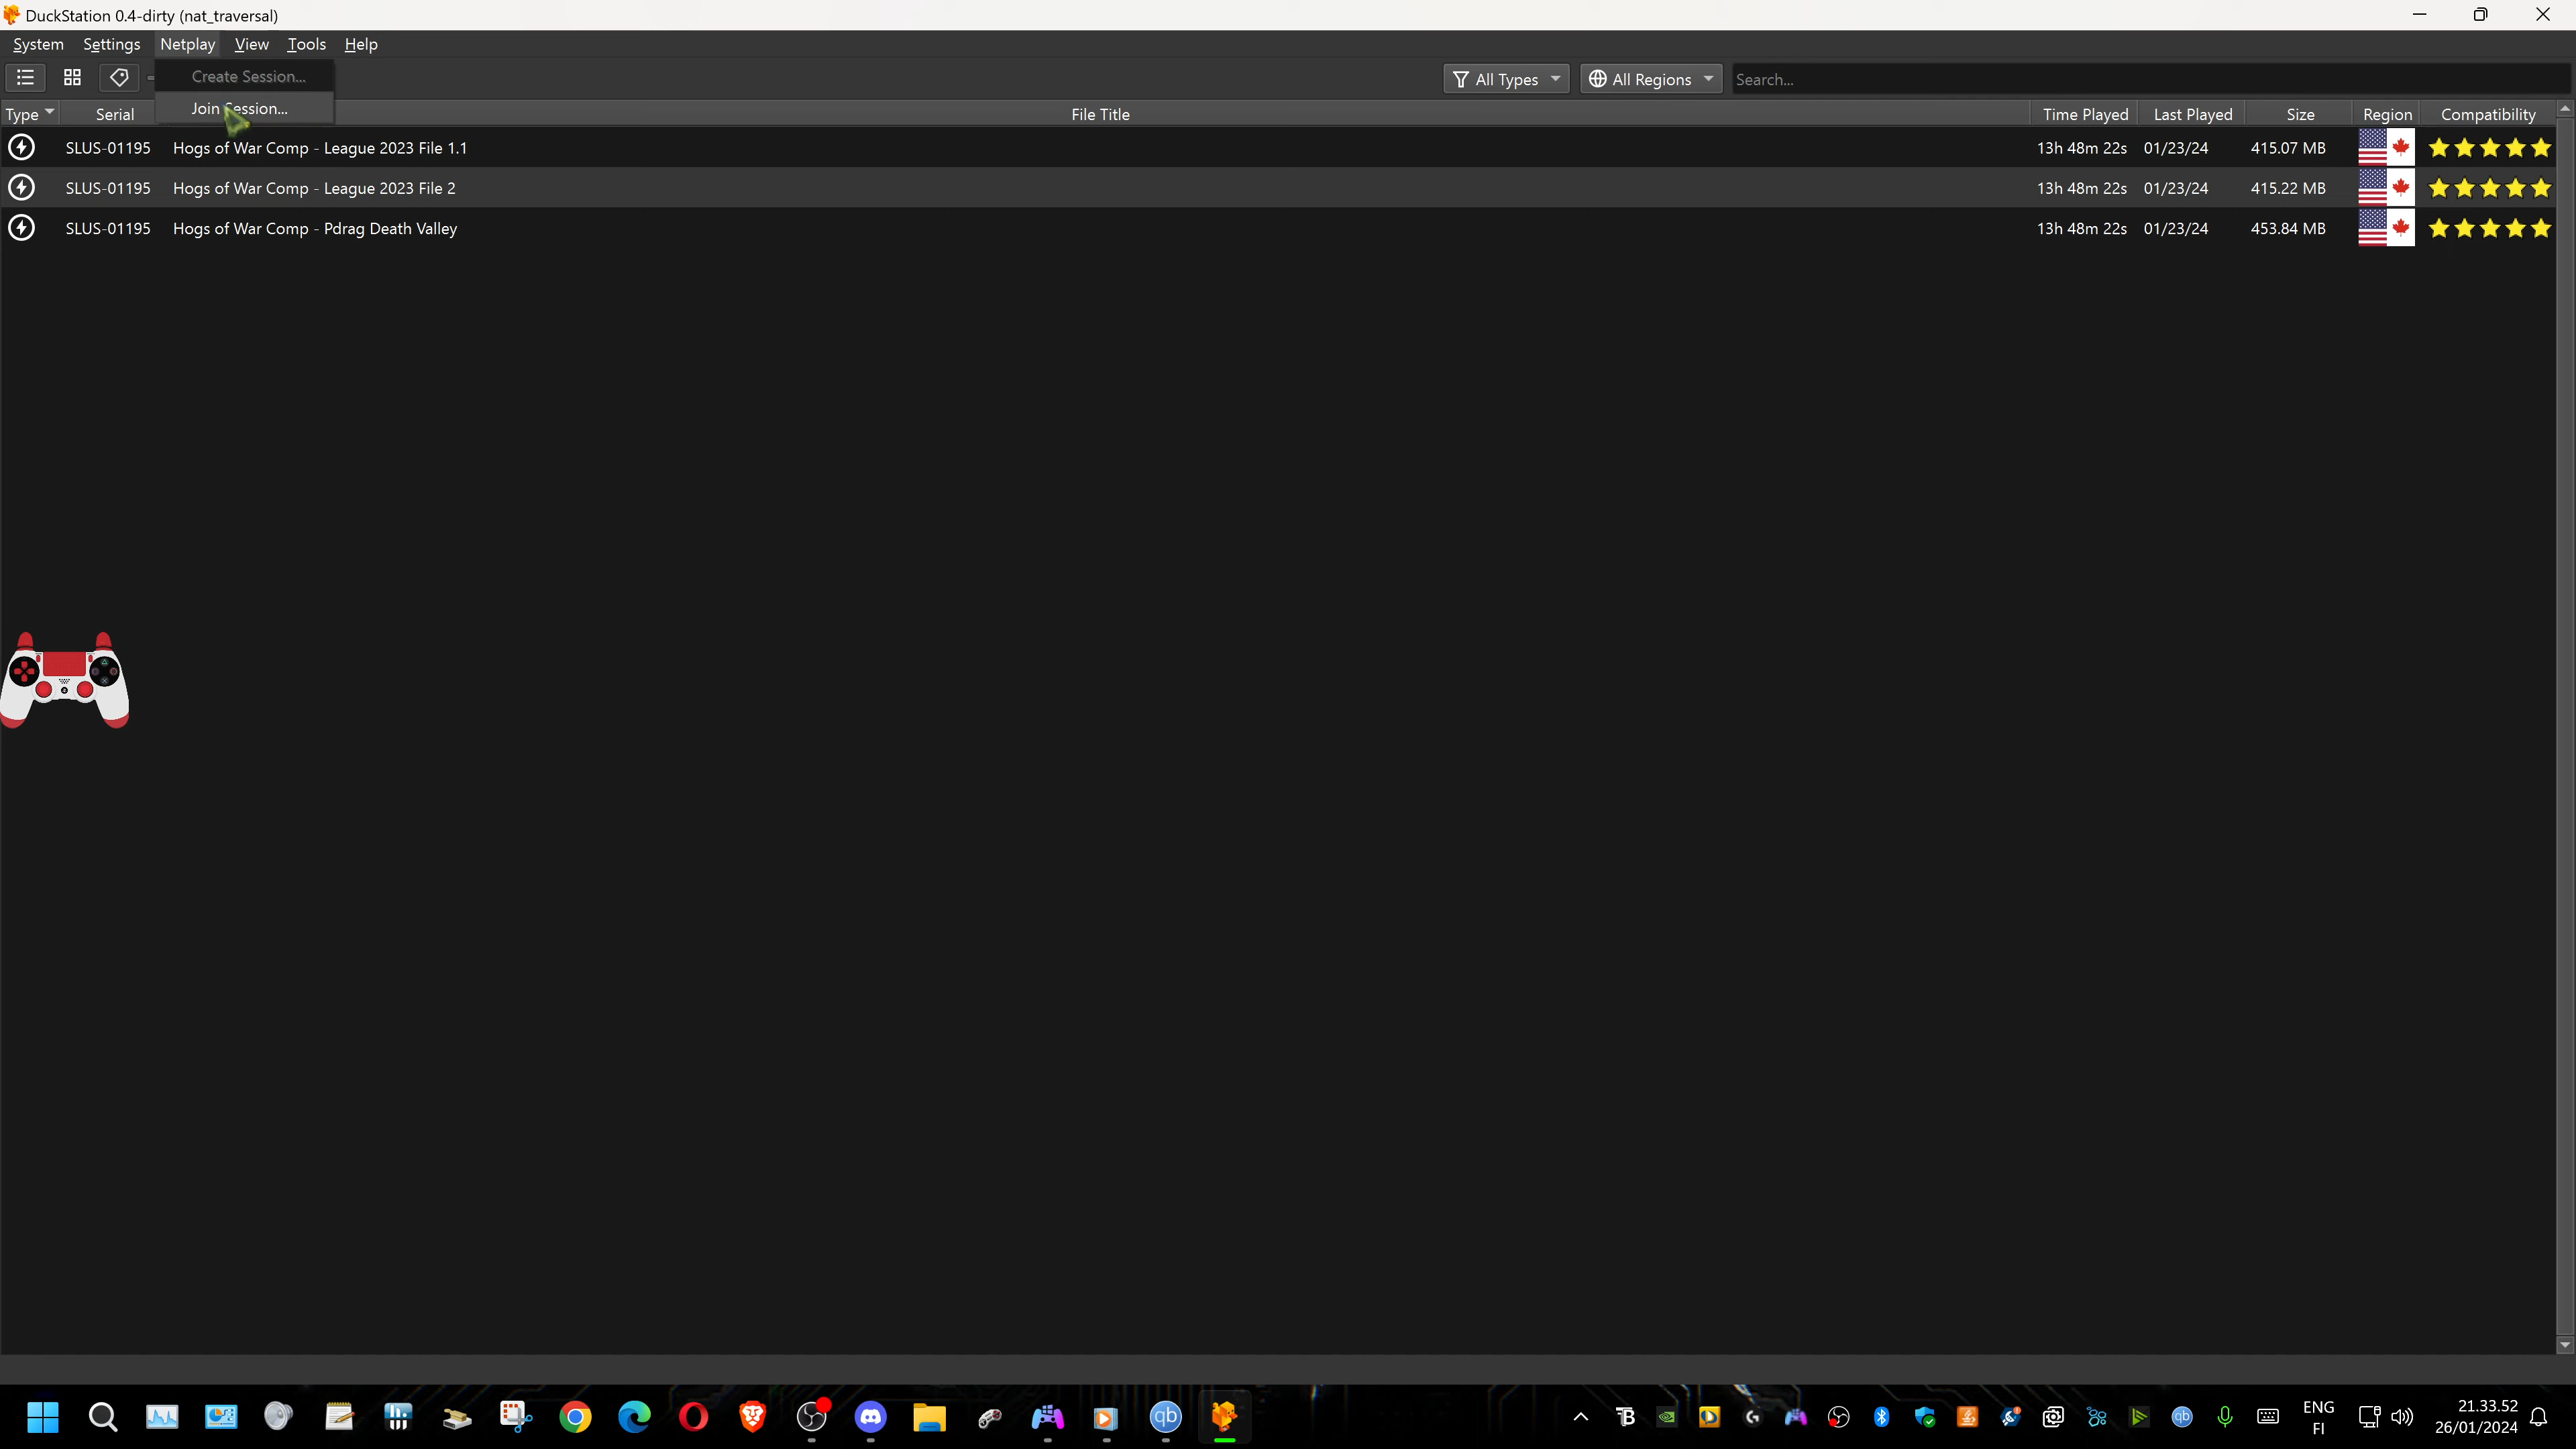 DuckStation 0.4-dirty (nat_traversal)
System Settings Netplay View Tools Help
Create Session...
All Types All Regions Search...
Join Session...
Type Serial File Title Time Played Last Played Size Region Compatibility
SLUS-01195 Hogs of War Comp - League 2023 File 1.1 13h 48m 22s 01/23/24 415.07 MB
SLUS-01195 Hogs of War Comp - League 2023 File 2 13h 48m 22s 01/23/24 415.22 MB
SLUS-01195 Hogs of War Comp - Pdrag Death Valley 13h 48m 22s 01/23/24 453.84 MB
qb
qb
ENG
FI
21.33.52
26/01/2024